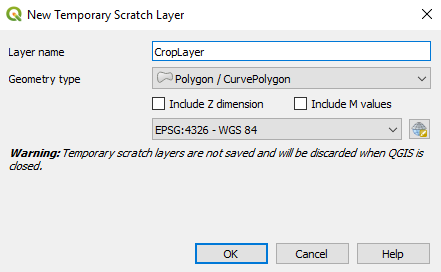 New Temporary Scratch Layer
Layer name CropLayer
Geometry type Polygon / CurvePolygon
Include Z dimension Include M values
EPSG:4326 - WGS 84
Warning: Temporary scratch layers are not saved and will be discarded when QGIS is
closed.
OK Cancel Help